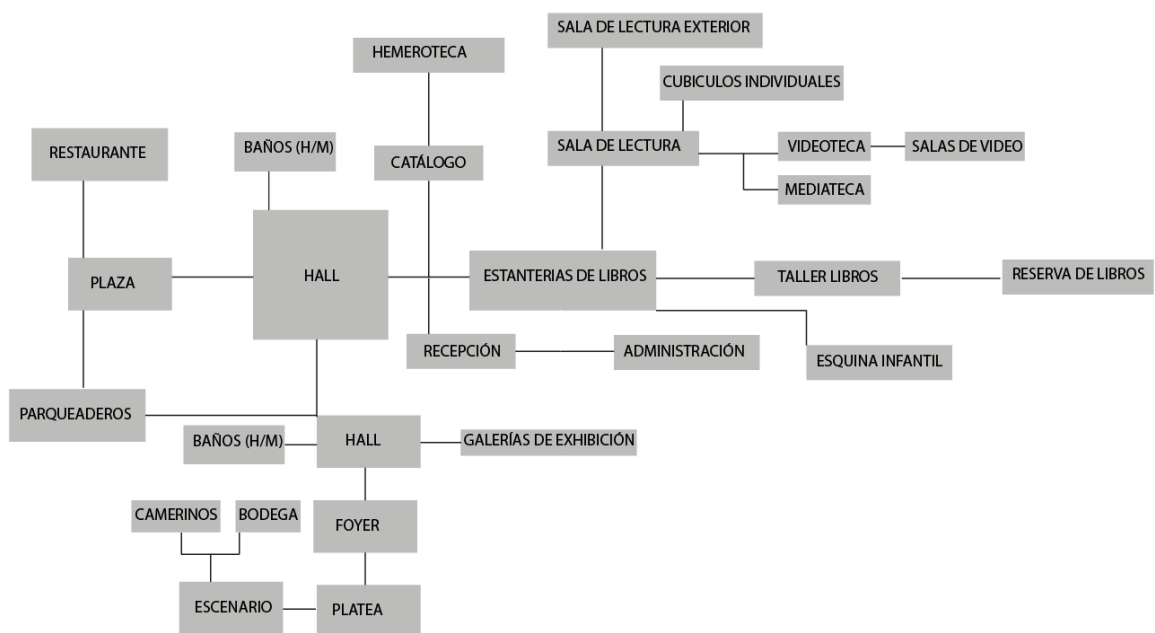 SALA DE LECTURA EXTERIOR
HEMEROTECA
CUBICULOS INDIVIDUALES
RESTAURANTE
BAÑOS (H/M)
CATÁLOGO
SALA DE LECTURA
VIDEOTECA
SALAS DE VIDEO
MEDIATECA
PLAZA
HALL
ESTANTERIAS DE LIBROS
TALLER LIBROS
RESERVA DE LIBROS
RECEPCIÓN
ADMINISTRACIÓN
ESQUINA INFANTIL
PARQUEADEROS
BAÑOS (H/M)
HALL
GALERÍAS DE EXHIBICIÓN
CAMERINOS
BODEGA
FOYER
ESCENARIO
PLATEA